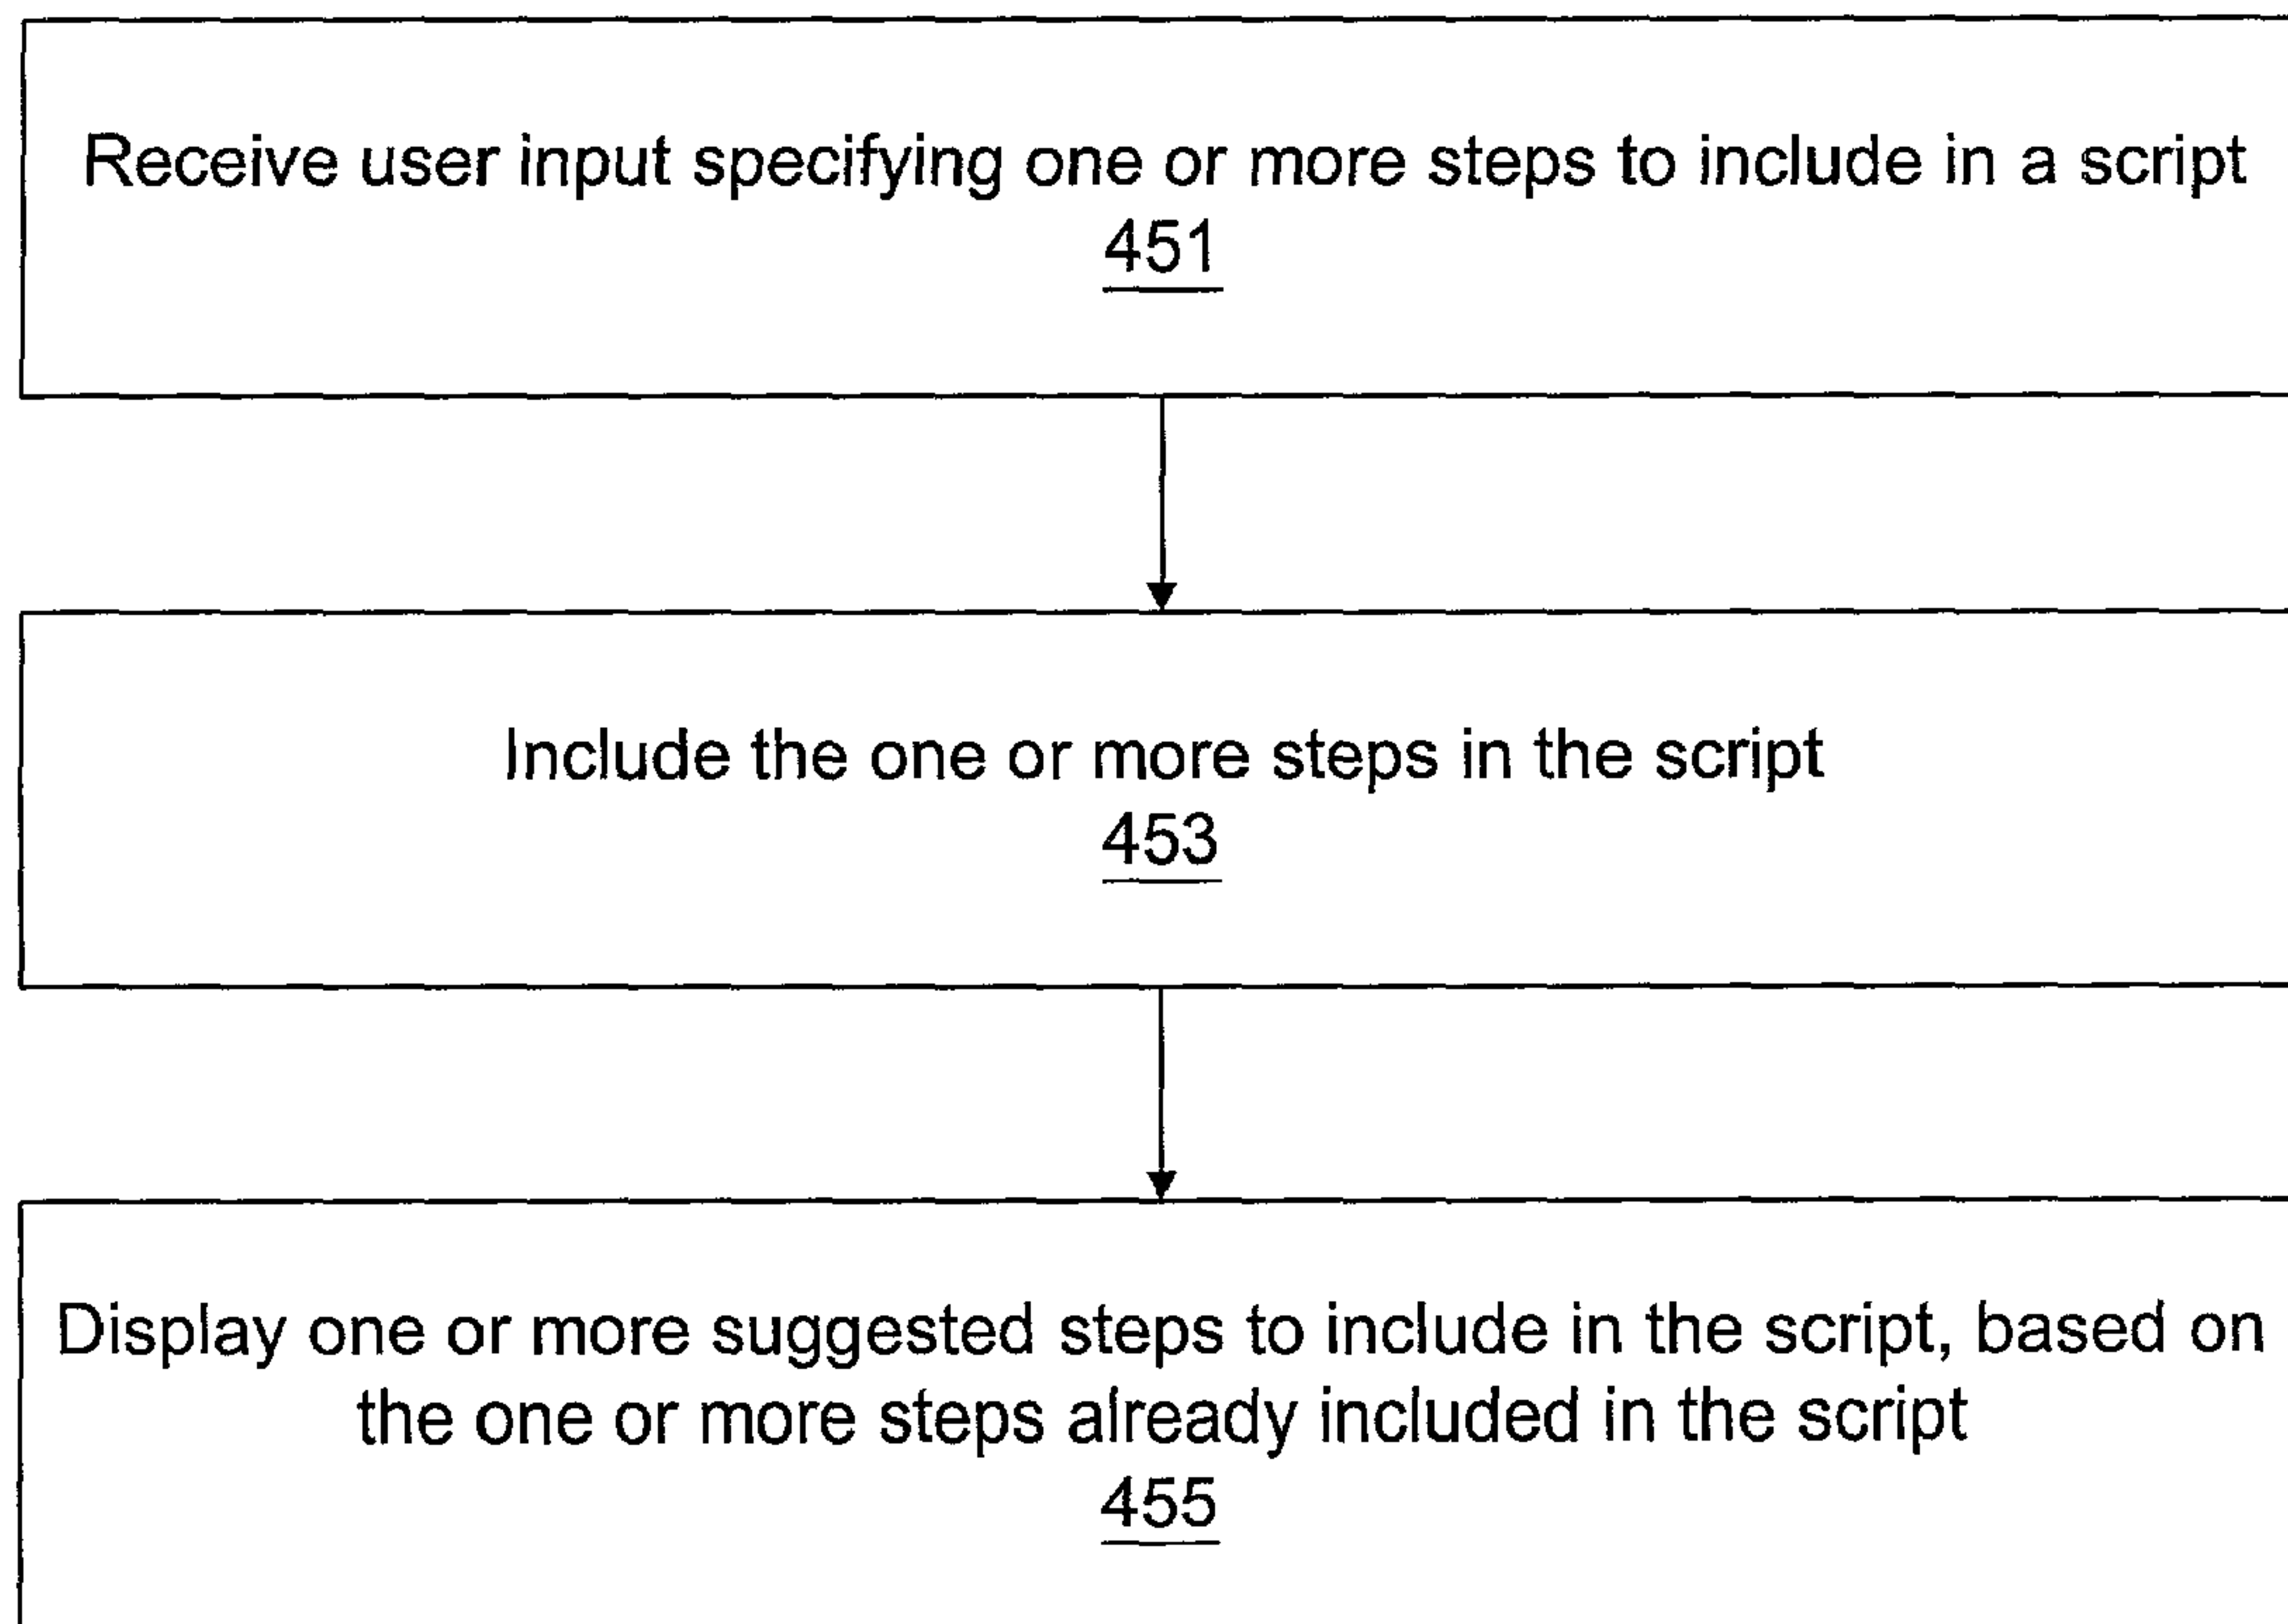 Receive user input specifying one or more steps to include in a script
451
Include the one or more steps in the script
453
Display one or more suggested steps to include in the script, based on
the one or more steps already included in the script
455